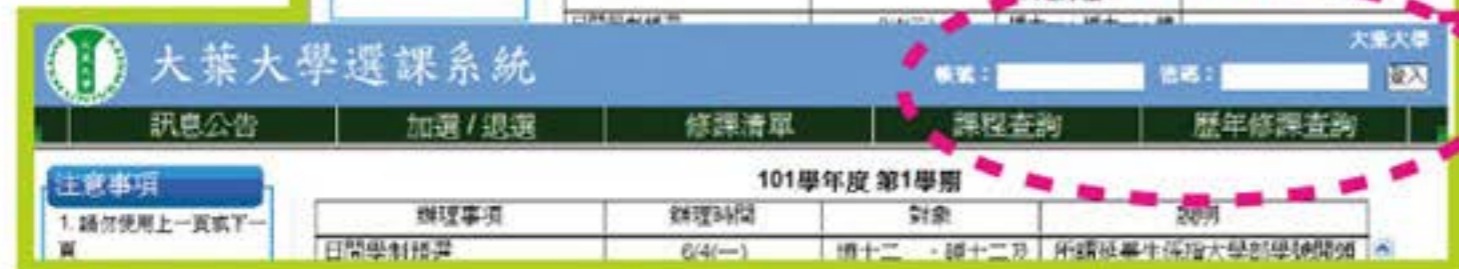 大葉大學選課系統
大葉大學
帳號：
密碼：
登入
訊息公告
加選 / 退選
修課清單
課程查詢
歷年修課查詢
注意事項
1. 請勿使用上一頁或下一
頁
101學年度 第1學期
辦理事項
辦理時間
對象
說明
日間學制預選
6/4(一)